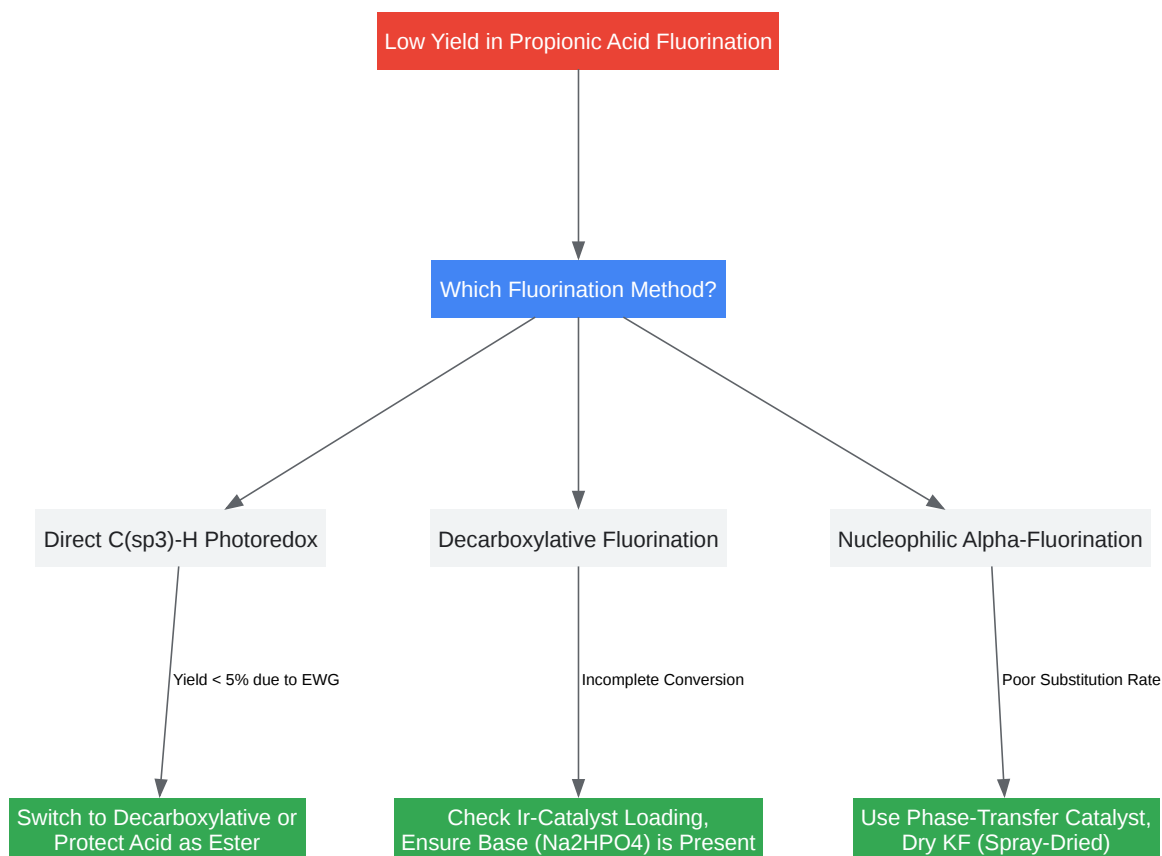 Low Yield in Propionic Acid Fluorination
Which Fluorination Method?
Direct C(sp3)-H Photoredox
Decarboxylative Fluorination
Nucleophilic Alpha-Fluorination
Yield < 5% due to EWG
Incomplete Conversion
Poor Substitution Rate
Switch to Decarboxylative or
Protect Acid as Ester
Check Ir-Catalyst Loading,
Ensure Base (Na2HPO4) is Present
Use Phase-Transfer Catalyst,
Dry KF (Spray-Dried)